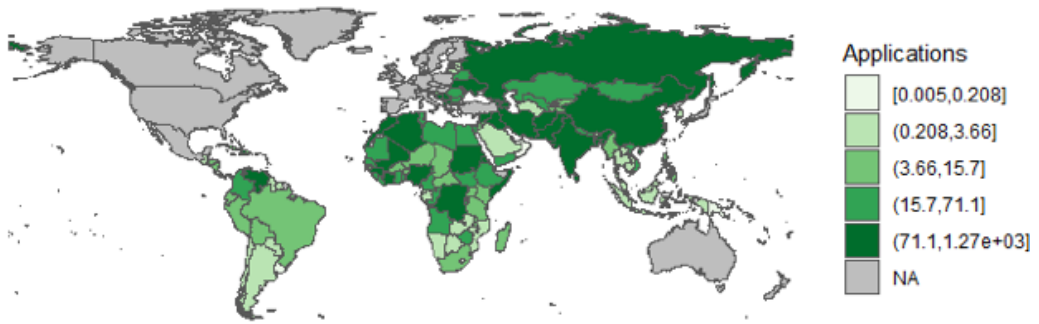 Applications
[0.005,0.208]
(0.208,3.66]
(3.66,15.7]
(15.7,71.1]
(71.1,1.27e+03]
NA